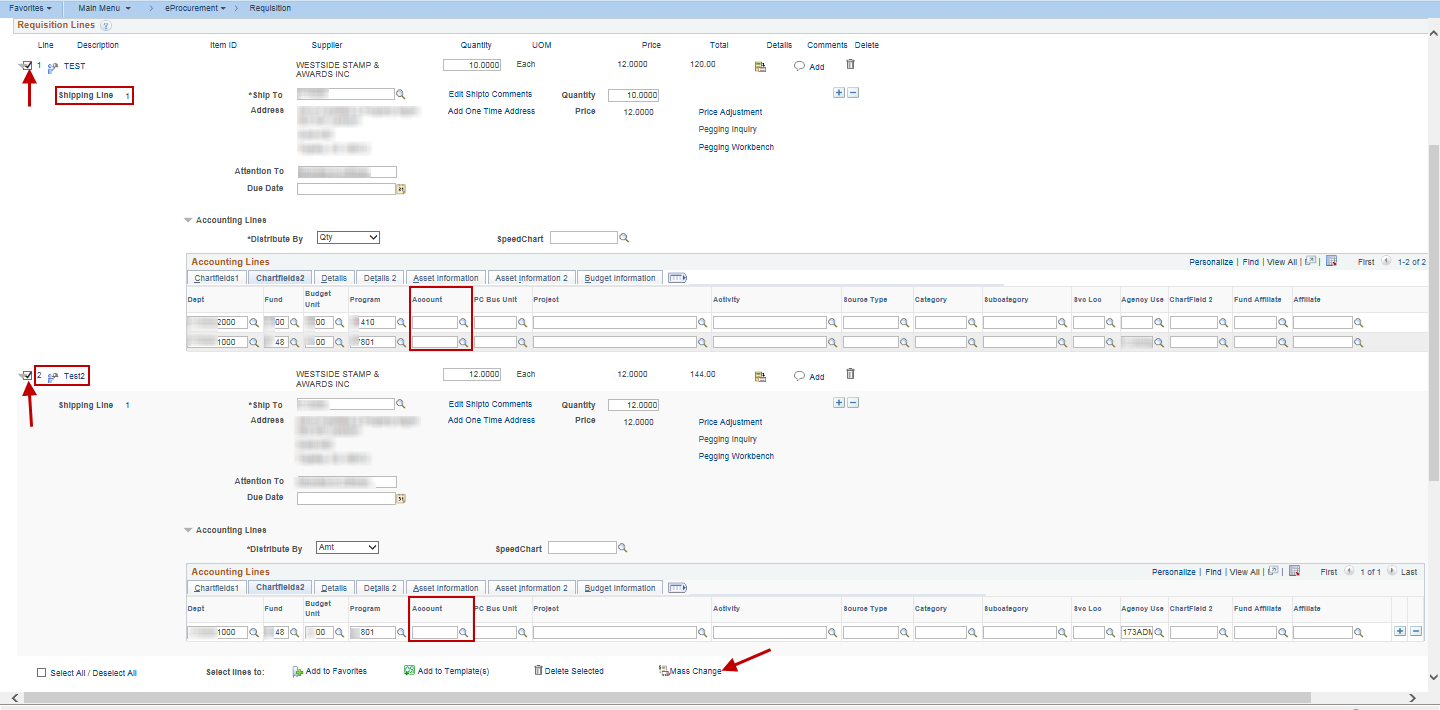 Favorites Main Menu > eProcurement > Requisition
Requisition Lines ?
Line Description Item ID Supplier Quantity UOM Price Total Details Comments Delete
1 TEST WESTSIDE STAMP & 10.0000 Each 12.0000 120.00 Add
AWARDS INC
Shipping Line 1 *Ship To Edit Shipto Comments Quantity 10.0000 + −
Address Add One Time Address Price 12.0000 Price Adjustment
Pegging Inquiry
Pegging Workbench
Attention To
Due Date 31
Accounting Lines
*Distribute By Qty SpeedChart
Accounting Lines Personalize | Find | View All | | First 1-2 of 2
Chartfields1 Chartfields2 Details Details 2 Asset Information Asset Information 2 Budget Information
Dept Fund Budget Unit Program Account PC Bus Unit Project Activity Source Type Category Subcategory Svc Loc Agency Use ChartField 2 Fund Affiliate Affiliate
2000 00 00 410
1000 48 00 801
2 Test2 WESTSIDE STAMP & 12.0000 Each 12.0000 144.00 Add
AWARDS INC
Shipping Line 1 *Ship To Edit Shipto Comments Quantity 12.0000 + −
Address Add One Time Address Price 12.0000 Price Adjustment
Pegging Inquiry
Pegging Workbench
Attention To
Due Date 31
Accounting Lines
*Distribute By Amt SpeedChart
Accounting Lines Personalize | Find | View All | | First 1 of 1 Last
Chartfields1 Chartfields2 Details Details 2 Asset Information Asset Information 2 Budget Information
Dept Fund Budget Unit Program Account PC Bus Unit Project Activity Source Type Category Subcategory Svc Loc Agency Use ChartField 2 Fund Affiliate Affiliate
1000 48 00 801 173ADM + −
Select All / Deselect All Select lines to: Add to Favorites Add to Template(s) Delete Selected Mass Change